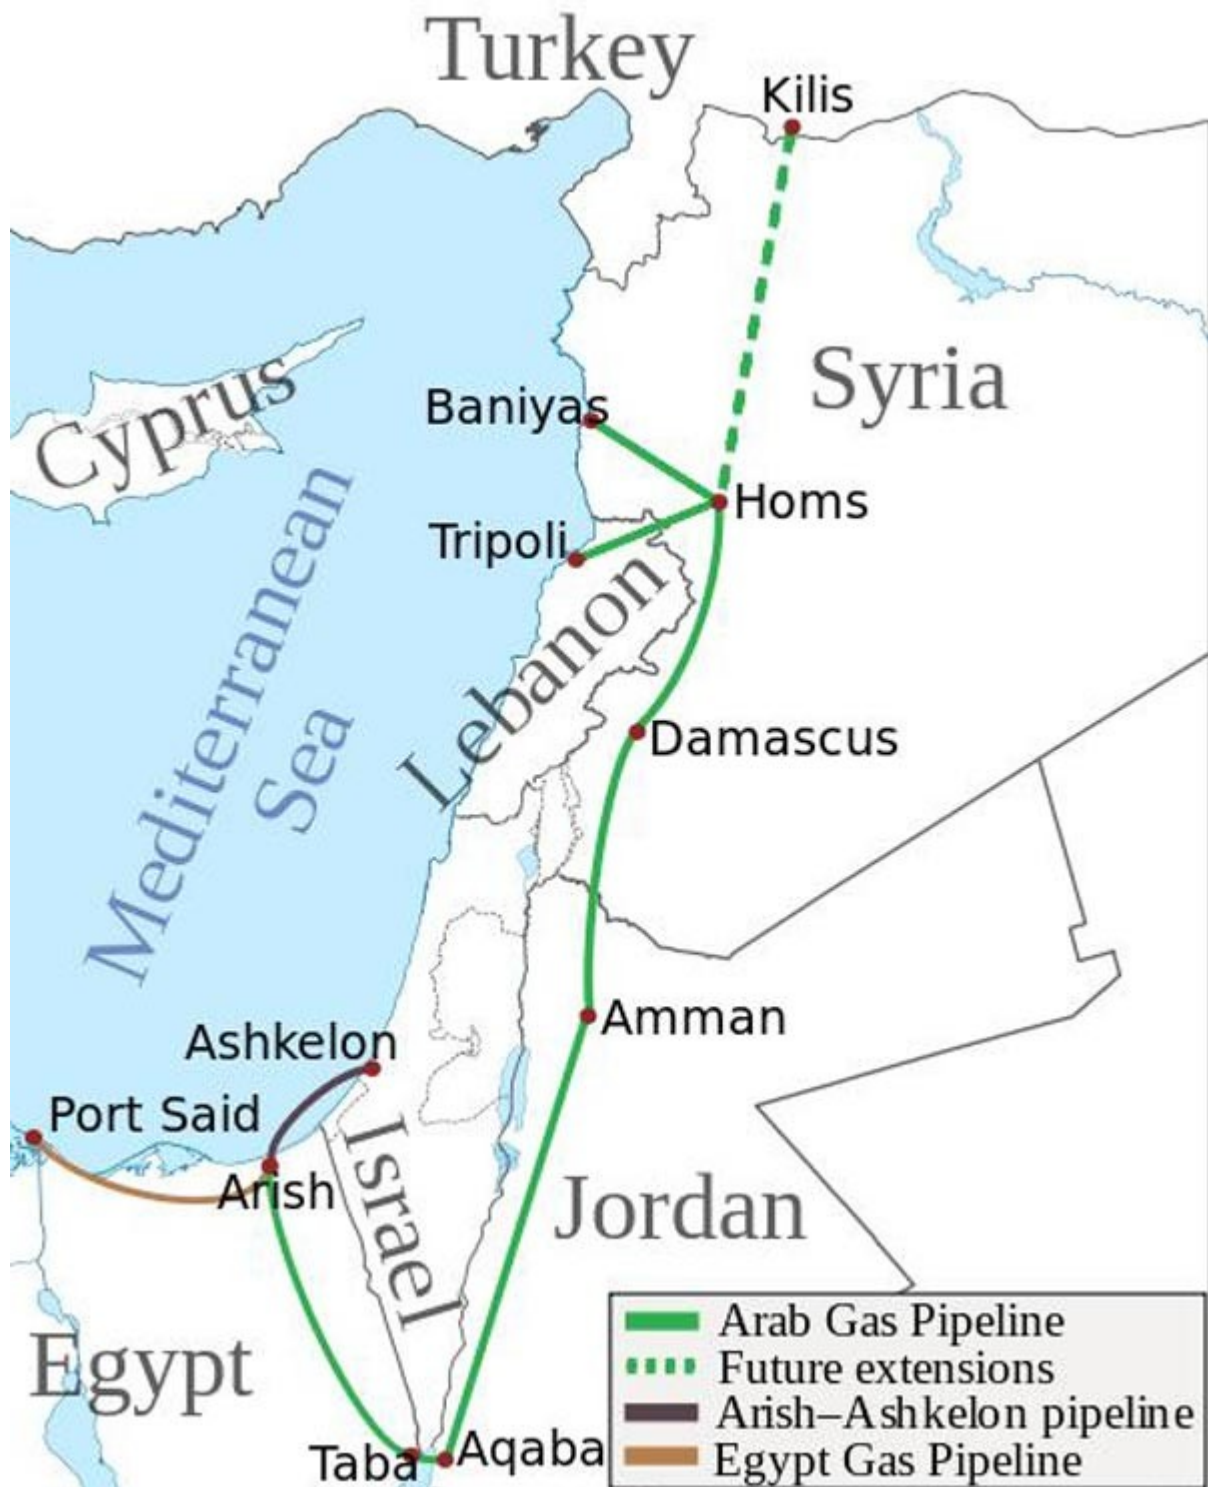 Turkey
Kilis
Syria
Cyprus
Baniyas
Homs
Tripoli
Mediterranean
Sea
Lebanon
Damascus
Amman
Ashkelon
Port Said
Arish
Israel
Jordan
Egypt
Taba
Aqaba
Arab Gas Pipeline
Future extensions
Arish–Ashkelon pipeline
Egypt Gas Pipeline